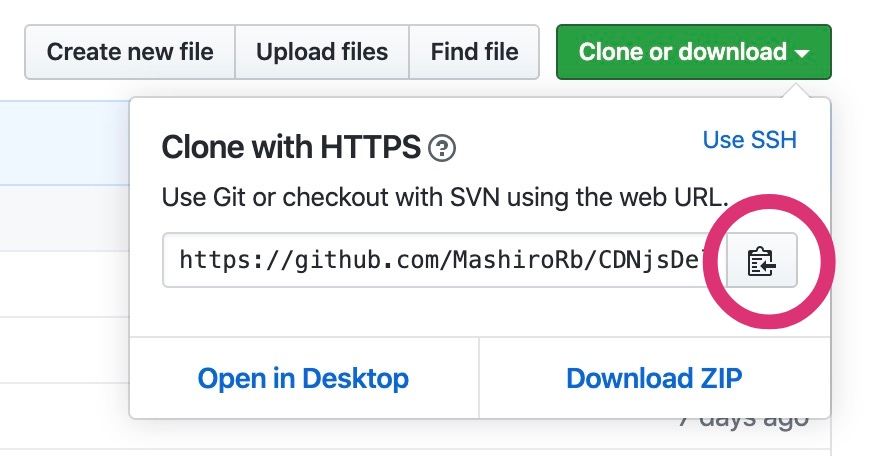 Create new file Upload files Find file Clone or download
Clone with HTTPS
Use SSH
Use Git or checkout with SVN using the web URL.
https://github.com/MashiroRb/CDNjsDe
Open in Desktop Download ZIP
7 days ago